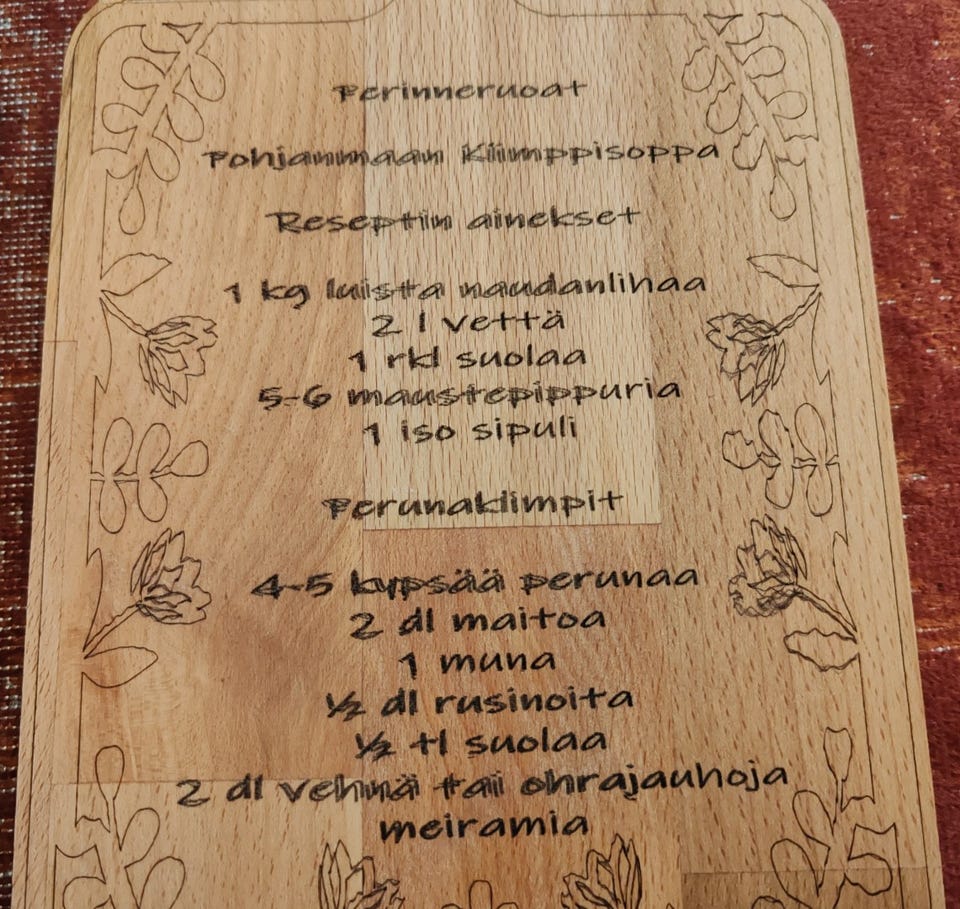 Perinneruoat
Pohjanmaan Klimppisoppa
Reseptiin ainekset
1 kg luista naudanlihaa
2 l vettä
1 rkl suolaa
5-6 maustepippuria
1 iso sipuli
Perunaklimpit
4-5 kypsää perunaa
2 dl maitoa
1 muna
½ dl rusinoita
½ tl suolaa
2 dl vehnä tai ohrajauhoja
meiramia